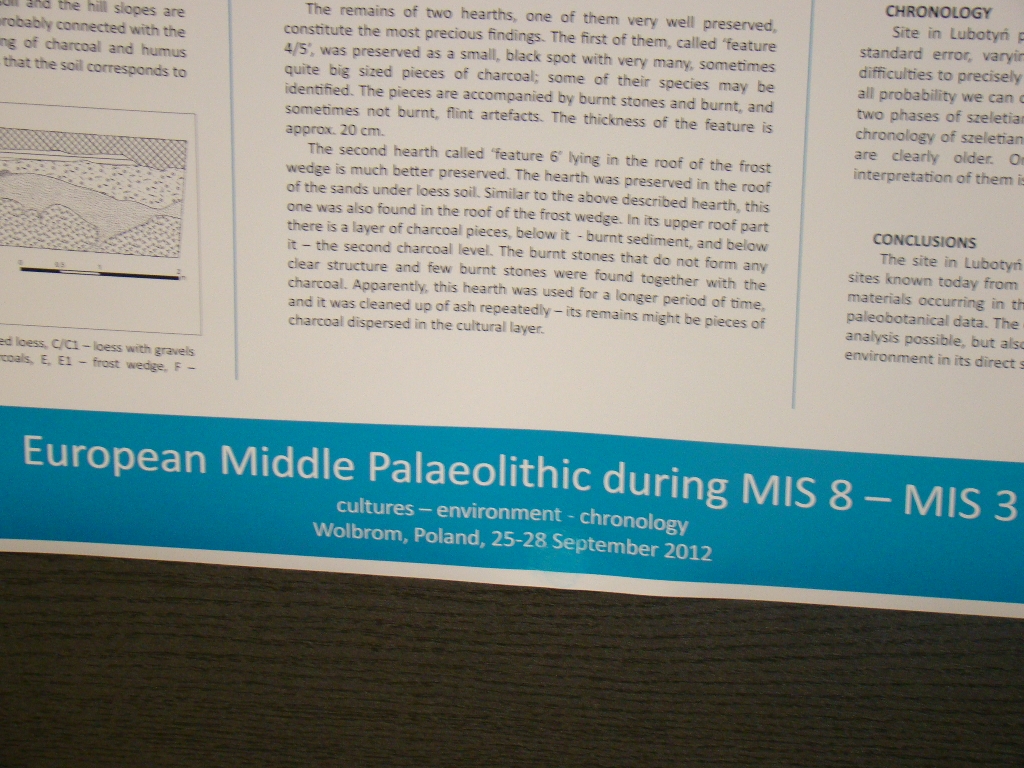 and the hill slopes are
probably connected with the
ng of charcoal and humus
that the soil corresponds to
0 0.5 1 2
ed loess, C/C1 – loess with gravels
coals, E, E1 – frost wedge, F –
The remains of two hearths, one of them very well preserved,
constitute the most precious findings. The first of them, called 'feature
4/5', was preserved as a small, black spot with very many, sometimes
quite big sized pieces of charcoal; some of their species may be
identified. The pieces are accompanied by burnt stones and burnt, and
sometimes not burnt, flint artefacts. The thickness of the feature is
approx. 20 cm.
The second hearth called 'feature 6' lying in the roof of the frost
wedge is much better preserved. The hearth was preserved in the roof
of the sands under loess soil. Similar to the above described hearth, this
one was also found in the roof of the frost wedge. In its upper roof part
there is a layer of charcoal pieces, below it - burnt sediment, and below
it – the second charcoal level. The burnt stones that do not form any
clear structure and few burnt stones were found together with the
charcoal. Apparently, this hearth was used for a longer period of time,
and it was cleaned up of ash repeatedly – its remains might be pieces of
charcoal dispersed in the cultural layer.
CHRONOLOGY
Site in Lubotyń p
standard error, varyin
difficulties to precisely
all probability we can
two phases of szeletian
chronology of szeletian
are clearly older. On
interpretation of them is
CONCLUSIONS
The site in Lubotyń
sites known today from
materials occurring in th
paleobotanical data. The
analysis possible, but also
environment in its direct s
European Middle Palaeolithic during MIS 8 – MIS 3
cultures – environment - chronology
Wolbrom, Poland, 25-28 September 2012